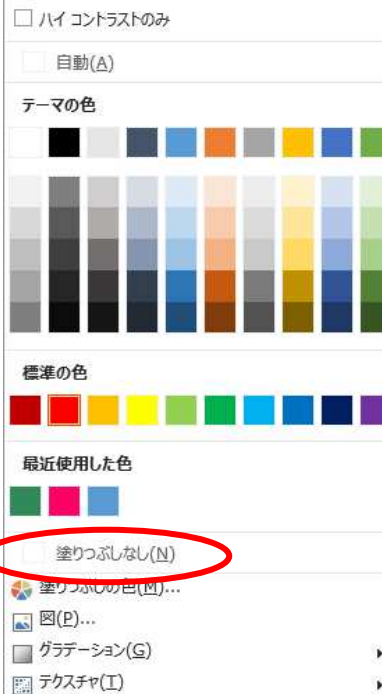 ハイ コントラストのみ
自動(A)
テーマの色
標準の色
最近使用した色
塗りつぶしなし(N)
塗りつぶしの色(M)...
図(P)...
グラデーション(G)
テクスチャ(T)